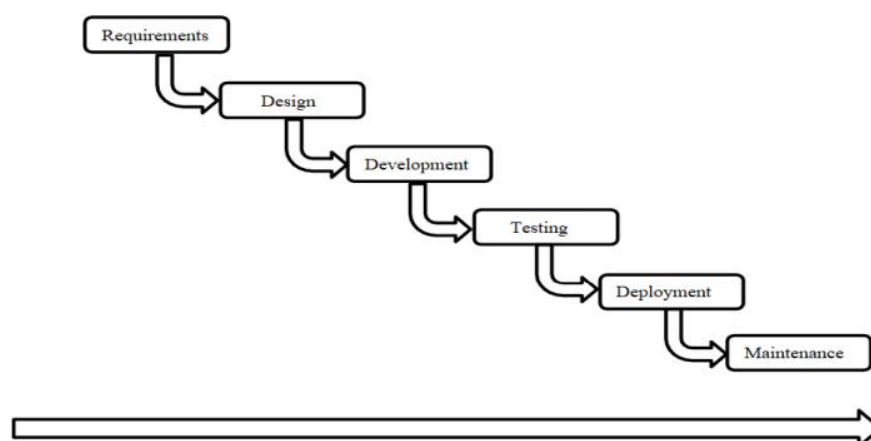 Requirements
Design
Development
Testing
Deployment
Maintenance